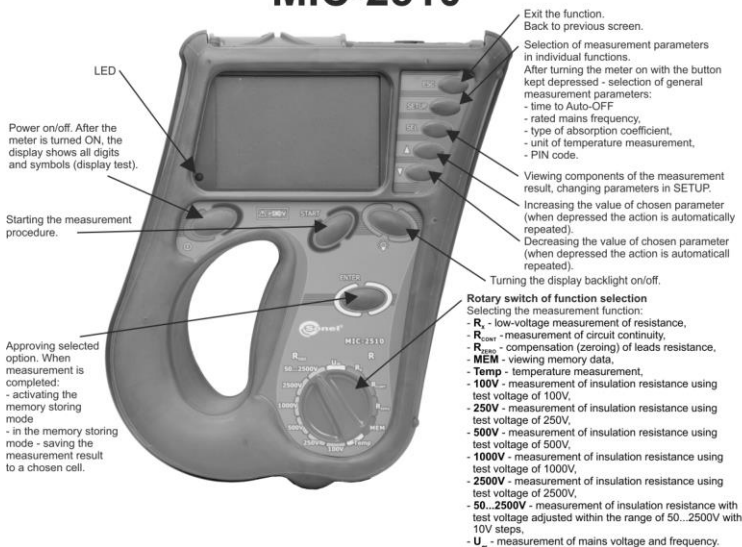 MIC-2510
Exit the function.
Back to previous screen.
Selection of measurement parameters
in individual functions.
After turning the meter on with the button
kept depressed - selection of general
measurement parameters:
- time to Auto-OFF
- rated mains frequency,
- type of absorption coefficient,
- unit of temperature measurement,
- PIN code.
Viewing components of the measurement
result, changing parameters in SETUP.
Increasing the value of chosen parameter
(when depressed the action is automatically
repeated).
Decreasing the value of chosen parameter
(when depressed the action is automaticall
repeated).
Turning the display backlight on/off.
Rotary switch of function selection
Selecting the measurement function:
- Rx - low-voltage measurement of resistance,
- RCONT - measurement of circuit continuity,
- RZERO - compensation (zeroing) of leads resistance,
- MEM - viewing memory data,
- Temp - temperature measurement,
- 100V - measurement of insulation resistance using
test voltage of 100V,
- 250V - measurement of insulation resistance using
test voltage of 250V,
- 500V - measurement of insulation resistance using
test voltage of 500V,
- 1000V - measurement of insulation resistance using
test voltage of 1000V,
- 2500V - measurement of insulation resistance using
test voltage of 2500V,
- 50...2500V - measurement of insulation resistance with
test voltage adjusted within the range of 50...2500V with
10V steps,
- U - measurement of mains voltage and frequency.
LED
Power on/off. After the
meter is turned ON, the
display shows all digits
and symbols (display test).
Starting the measurement
procedure.
Approving selected
option. When
measurement is
completed:
- activating the
memory storing
mode
- in the memory storing
mode - saving the
measurement result
to a chosen cell.
ESC
SETUP
SEL
START
ENTER
Sonel
MIC-2510
50...2500V
2500V
1000V
500V
250V
100V
Temp
MEM
R